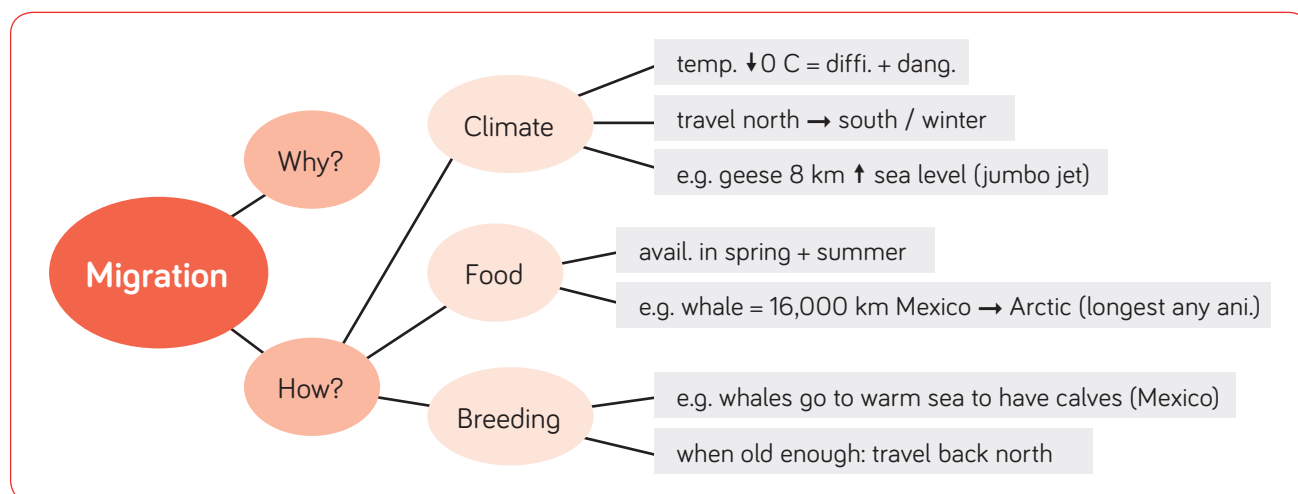 Migration
Why?
How?
Climate
temp. ↓0 C = diffi. + dang.
travel north → south / winter
e.g. geese 8 km ↑ sea level (jumbo jet)
Food
avail. in spring + summer
e.g. whale = 16,000 km Mexico → Arctic (longest any ani.)
Breeding
e.g. whales go to warm sea to have calves (Mexico)
when old enough: travel back north